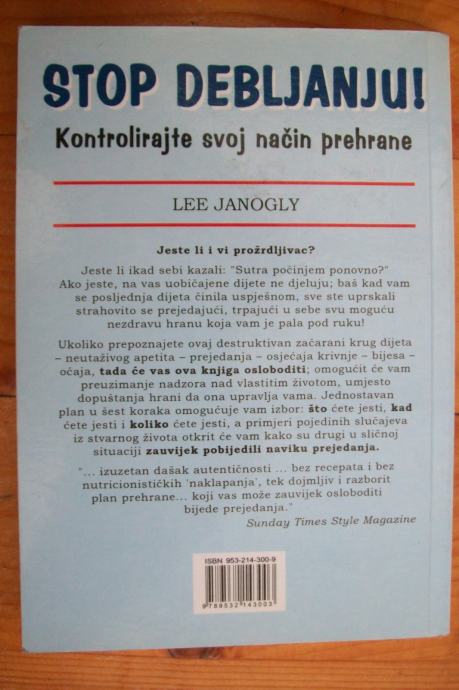 STOP DEBLJANJU!
Kontrolirajte svoj način prehrane
LEE JANOGLY
Jeste li i vi prožrdljivac?
Jeste li ikad sebi kazali: "Sutra počinjem ponovno?"
Ako jeste, na vas uobičajene dijete ne djeluju; baš kad vam
se posljednja dijeta činila uspješnom, sve ste uprskali
strahovito se prejedajući, trpajući u sebe svu moguću
nezdravu hranu koja vam je pala pod ruku!
Ukoliko prepoznajete ovaj destruktivan začarani krug dijeta
– neutaživog apetita – prejedanja – osjećaja krivnje – bijesa –
očaja, tada će vas ova knjiga osloboditi; omogućit će vam
preuzimanje nadzora nad vlastitim životom, umjesto
dopuštanja hrani da ona upravlja vama. Jednostavan
plan u šest koraka omogućuje vam izbor: što ćete jesti, kad
ćete jesti i koliko ćete jesti, a primjeri pojedinih slučajeva
iz stvarnog života otkrit će vam kako su drugi u sličnoj
situaciji zauvijek pobijedili naviku prejedanja.
"... izuzetan dašak autentičnosti ... bez recepata i bez
nutricionističkih 'naklapanja', tek dojmljiv i razborit
plan prehrane... koji vas može zauvijek osloboditi
bijede prejedanja."
Sunday Times Style Magazine
ISBN 953-214-300-9
9789532143003